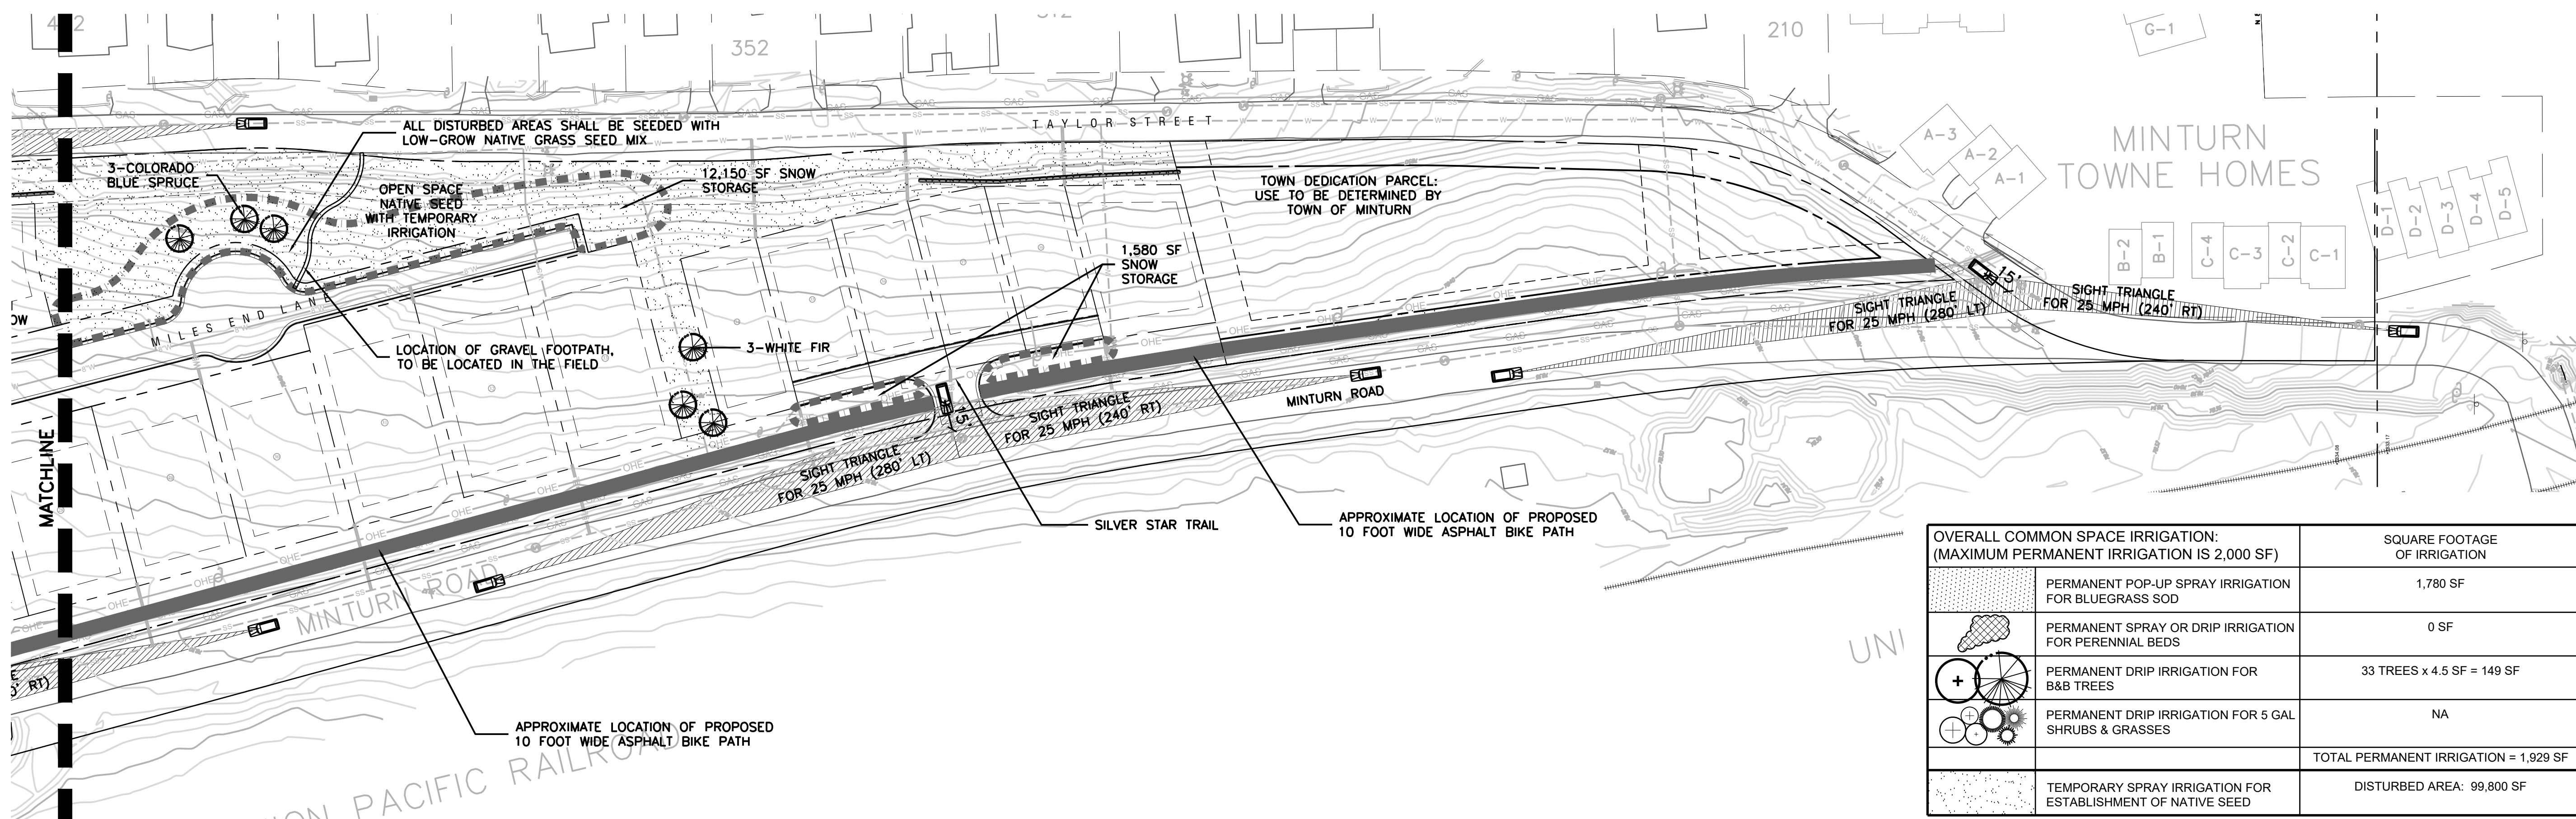 352
210
G-1
GAS
TAYLOR STREET
ALL DISTURBED AREAS SHALL BE SEEDED WITH
LOW-GROW NATIVE GRASS SEED MIX
3-COLORADO
BLUE SPRUCE
OPEN SPACE
NATIVE SEED
WITH TEMPORARY
IRRIGATION
12,150 SF SNOW
STORAGE
TOWN DEDICATION PARCEL:
USE TO BE DETERMINED BY
TOWN OF MINTURN
A-3
A-2
A-1
MINTURN
TOWNE HOMES
B-2
B-1
C-4
C-3
C-2
C-1
D-1
D-2
D-3
D-4
D-5
1,580 SF
SNOW
STORAGE
MILES END LANE
LOCATION OF GRAVEL FOOTPATH,
TO BE LOCATED IN THE FIELD
3-WHITE FIR
15'
SIGHT TRIANGLE
FOR 25 MPH (280' LT)
SIGHT TRIANGLE
FOR 25 MPH (240' RT)
15'
SIGHT TRIANGLE
FOR 25 MPH (240' RT)
MINTURN ROAD
SIGHT TRIANGLE
FOR 25 MPH (280' LT)
OHE
SILVER STAR TRAIL
APPROXIMATE LOCATION OF PROPOSED
10 FOOT WIDE ASPHALT BIKE PATH
MATCHLINE
MINTURN ROAD
RT)
APPROXIMATE LOCATION OF PROPOSED
10 FOOT WIDE ASPHALT BIKE PATH
ION PACIFIC RAILROAD
UNI
OVERALL COMMON SPACE IRRIGATION:
(MAXIMUM PERMANENT IRRIGATION IS 2,000 SF)
SQUARE FOOTAGE
OF IRRIGATION
PERMANENT POP-UP SPRAY IRRIGATION
FOR BLUEGRASS SOD
1,780 SF
PERMANENT SPRAY OR DRIP IRRIGATION
FOR PERENNIAL BEDS
0 SF
PERMANENT DRIP IRRIGATION FOR
B&B TREES
33 TREES x 4.5 SF = 149 SF
PERMANENT DRIP IRRIGATION FOR 5 GAL
SHRUBS & GRASSES
NA
TOTAL PERMANENT IRRIGATION = 1,929 SF
TEMPORARY SPRAY IRRIGATION FOR
ESTABLISHMENT OF NATIVE SEED
DISTURBED AREA: 99,800 SF